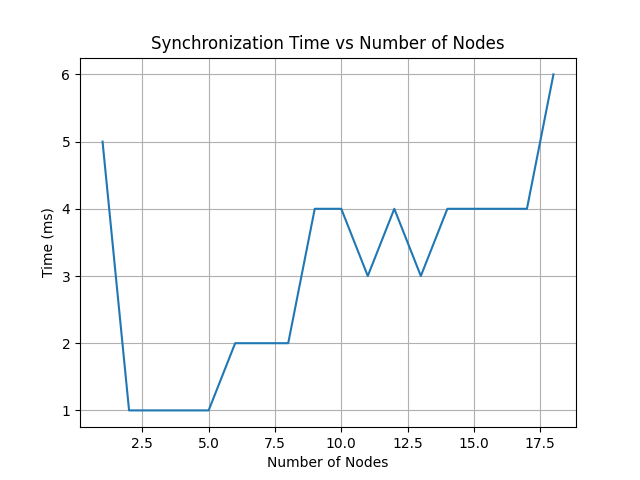 Synchronization Time vs Number of Nodes
6
5
4
3
2
1
Time (ms)
2.5 5.0 7.5 10.0 12.5 15.0 17.5
Number of Nodes